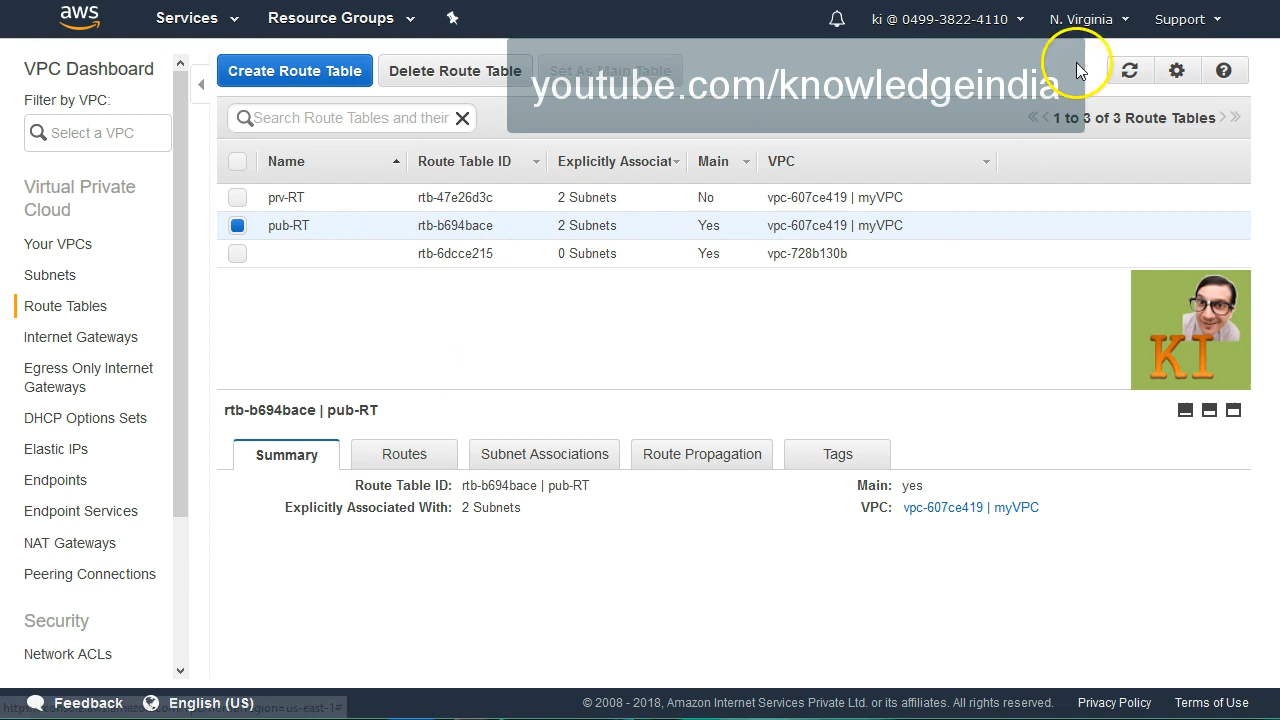 aws Services Resource Groups ki @ 0499-3822-4110 N. Virginia Support
VPC Dashboard
Filter by VPC:
Select a VPC
Virtual Private
Cloud
Your VPCs
Subnets
Route Tables
Internet Gateways
Egress Only Internet
Gateways
DHCP Options Sets
Elastic IPs
Endpoints
Endpoint Services
NAT Gateways
Peering Connections
Security
Network ACLs
Create Route Table Delete Route Table Set As Main Table
youtube.com/knowledgeindia
Search Route Tables and their 1 to 3 of 3 Route Tables
Name Route Table ID Explicitly Associat Main VPC
prv-RT rtb-47e26d3c 2 Subnets No vpc-607ce419 | myVPC
pub-RT rtb-b694bace 2 Subnets Yes vpc-607ce419 | myVPC
rtb-6dcce215 0 Subnets Yes vpc-728b130b
KI
rtb-b694bace | pub-RT
Summary Routes Subnet Associations Route Propagation Tags
Route Table ID: rtb-b694bace | pub-RT Main: yes
Explicitly Associated With: 2 Subnets VPC: vpc-607ce419 | myVPC
Feedback English (US) © 2008 - 2018, Amazon Internet Services Private Ltd. or its affiliates. All rights reserved. Privacy Policy Terms of Use